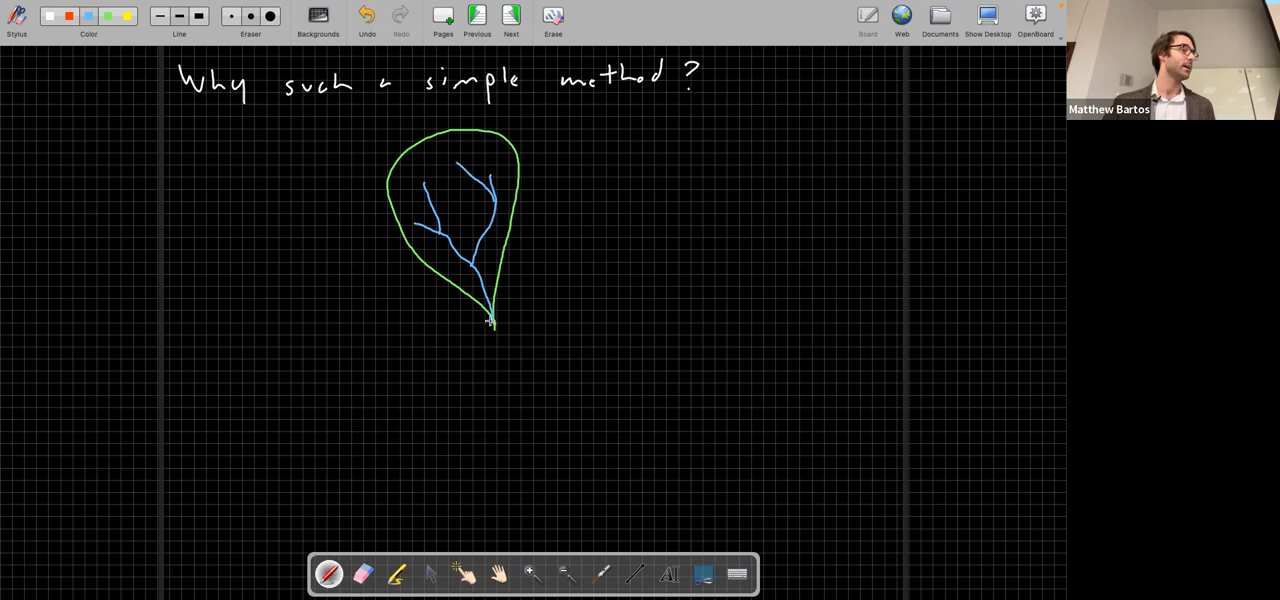 Stylus Color Line Eraser Backgrounds Undo Redo Pages Previous Next Erase Board Web Documents Show Desktop OpenBoard
Why such a simple method?
Matthew Bartos
AI